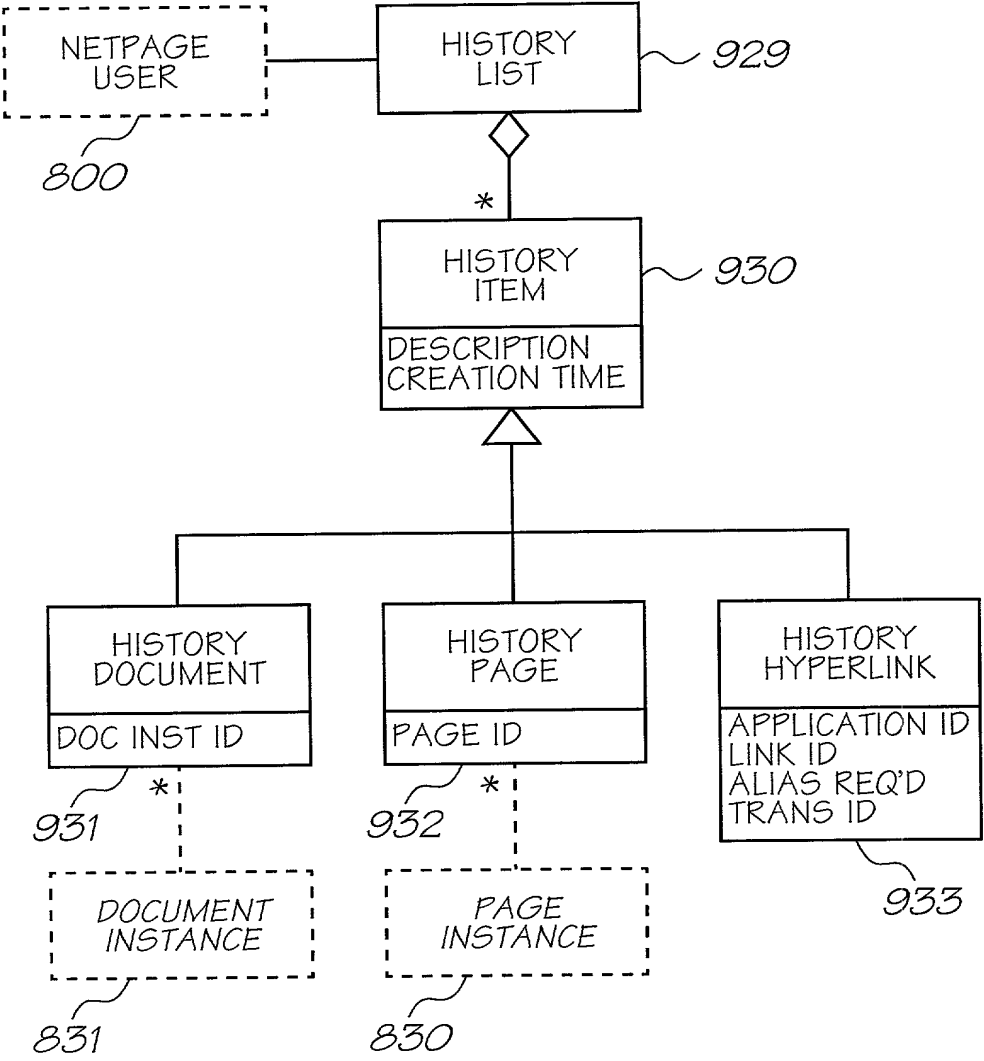 NETPAGE
USER
800
HISTORY
LIST
929
*
HISTORY
ITEM
930
DESCRIPTION
CREATION TIME
HISTORY
DOCUMENT
DOC INST ID
931
*
HISTORY
PAGE
PAGE ID
932
*
HISTORY
HYPERLINK
APPLICATION ID
LINK ID
ALIAS REQ'D
TRANS ID
933
DOCUMENT
INSTANCE
831
PAGE
INSTANCE
830